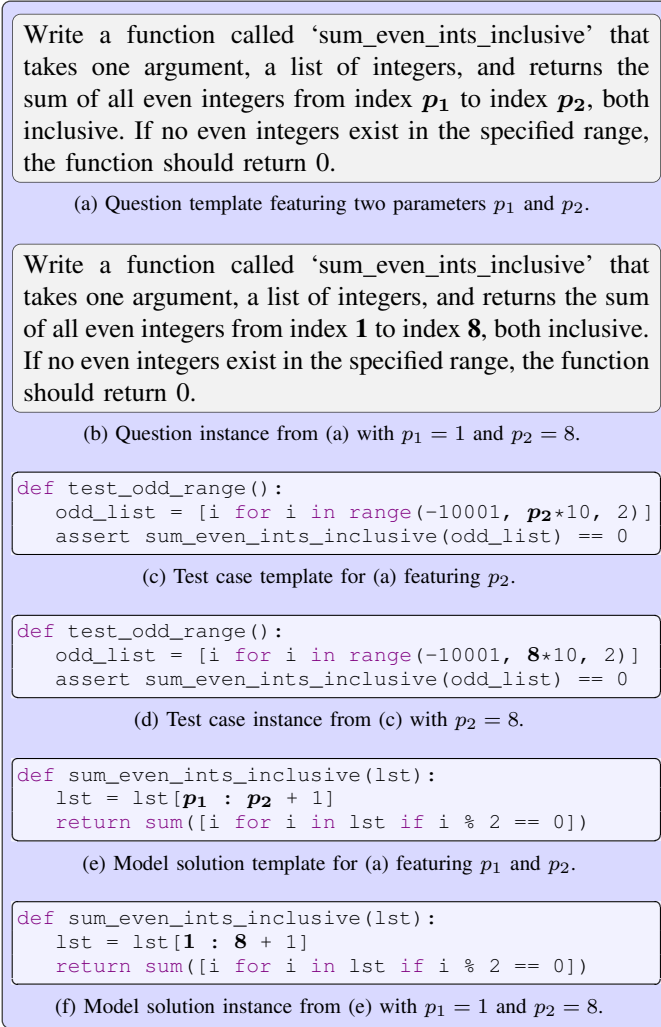 Write a function called ‘sum_even_ints_inclusive’ that
takes one argument, a list of integers, and returns the
sum of all even integers from index p1 to index p2, both
inclusive. If no even integers exist in the specified range,
the function should return 0.
(a) Question template featuring two parameters p1 and p2.
Write a function called ‘sum_even_ints_inclusive’ that
takes one argument, a list of integers, and returns the sum
of all even integers from index 1 to index 8, both inclusive.
If no even integers exist in the specified range, the function
should return 0.
(b) Question instance from (a) with p1 = 1 and p2 = 8.
def test_odd_range():
    odd_list = [i for i in range(-10001, p2*10, 2)]
    assert sum_even_ints_inclusive(odd_list) == 0
(c) Test case template for (a) featuring p2.
def test_odd_range():
    odd_list = [i for i in range(-10001, 8*10, 2)]
    assert sum_even_ints_inclusive(odd_list) == 0
(d) Test case instance from (c) with p2 = 8.
def sum_even_ints_inclusive(lst):
    lst = lst[p1 : p2 + 1]
    return sum([i for i in lst if i % 2 == 0])
(e) Model solution template for (a) featuring p1 and p2.
def sum_even_ints_inclusive(lst):
    lst = lst[1 : 8 + 1]
    return sum([i for i in lst if i % 2 == 0])
(f) Model solution instance from (e) with p1 = 1 and p2 = 8.